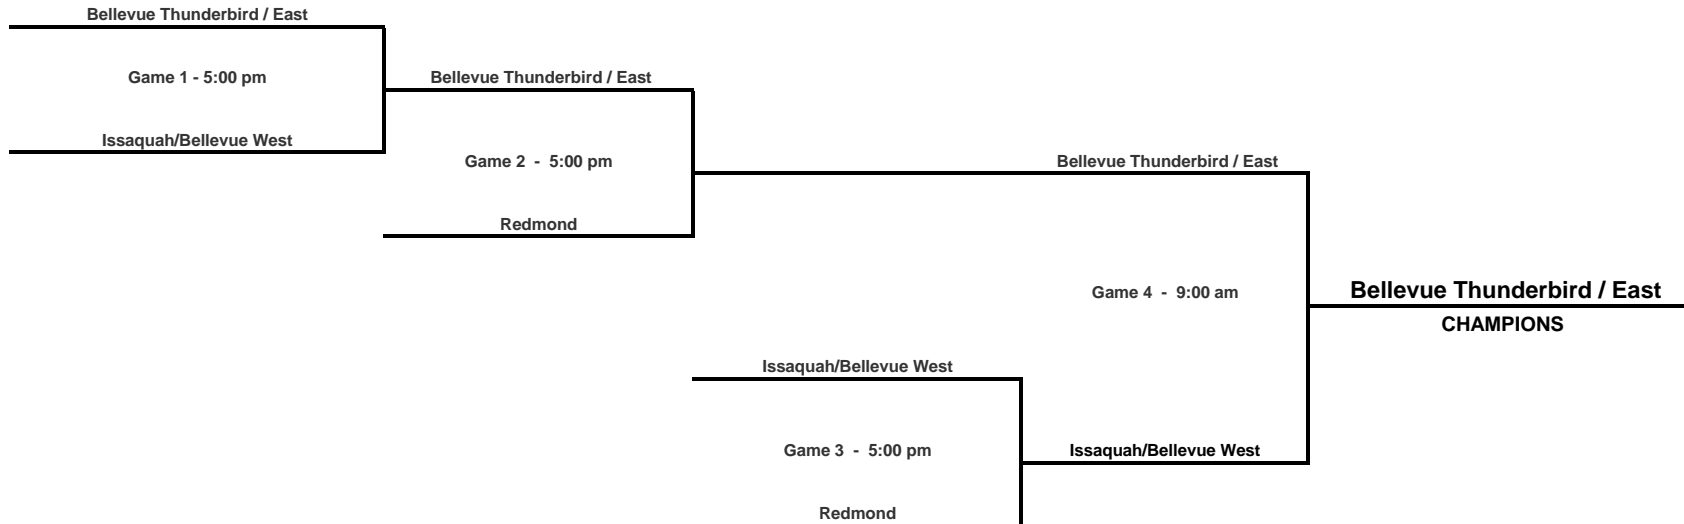 Bellevue Thunderbird / East
Game 1 - 5:00 pm
Bellevue Thunderbird / East
Issaquah/Bellevue West
Game 2 - 5:00 pm
Bellevue Thunderbird / East
Redmond
Game 4 - 9:00 am
Bellevue Thunderbird / East
CHAMPIONS
Issaquah/Bellevue West
Game 3 - 5:00 pm
Issaquah/Bellevue West
Redmond